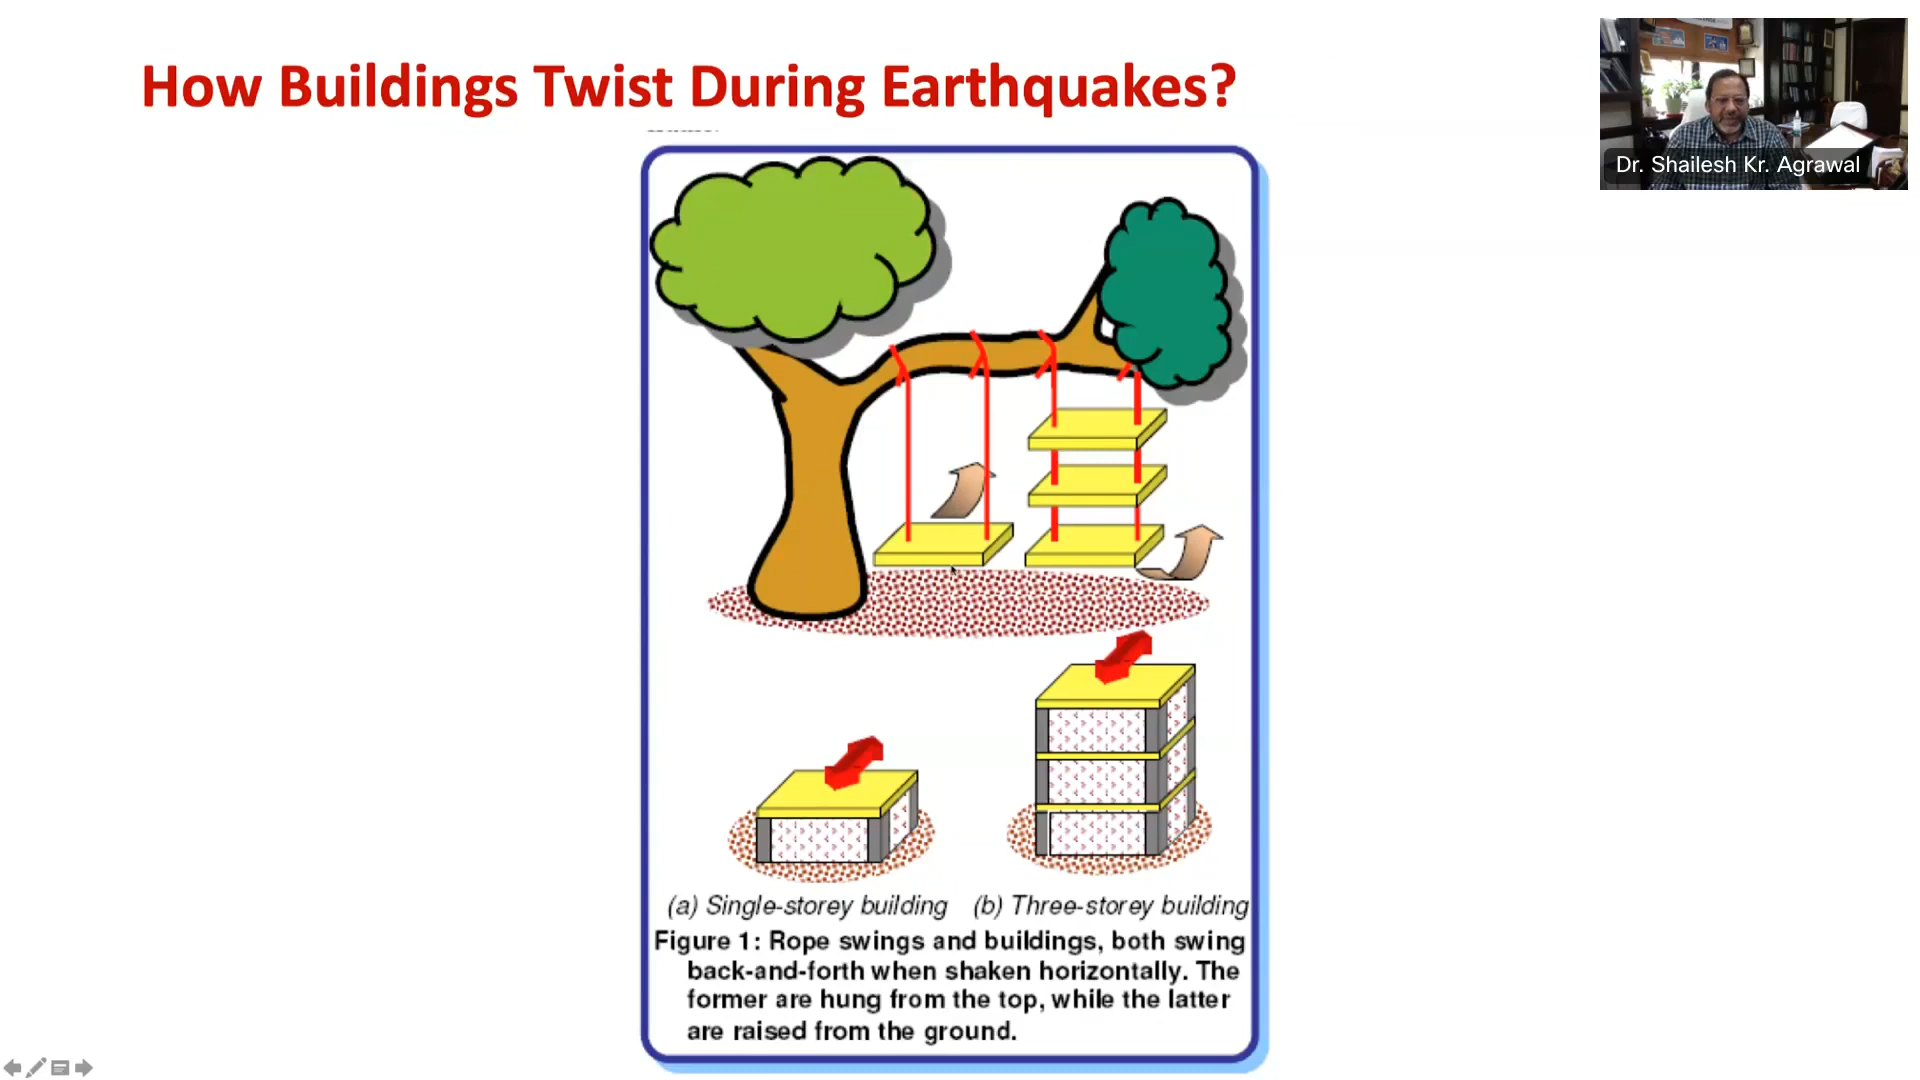 How Buildings Twist During Earthquakes?
Dr. Shailesh Kr. Agrawal
(a) Single-storey building (b) Three-storey building
Figure 1: Rope swings and buildings, both swing
back-and-forth when shaken horizontally. The
former are hung from the top, while the latter
are raised from the ground.